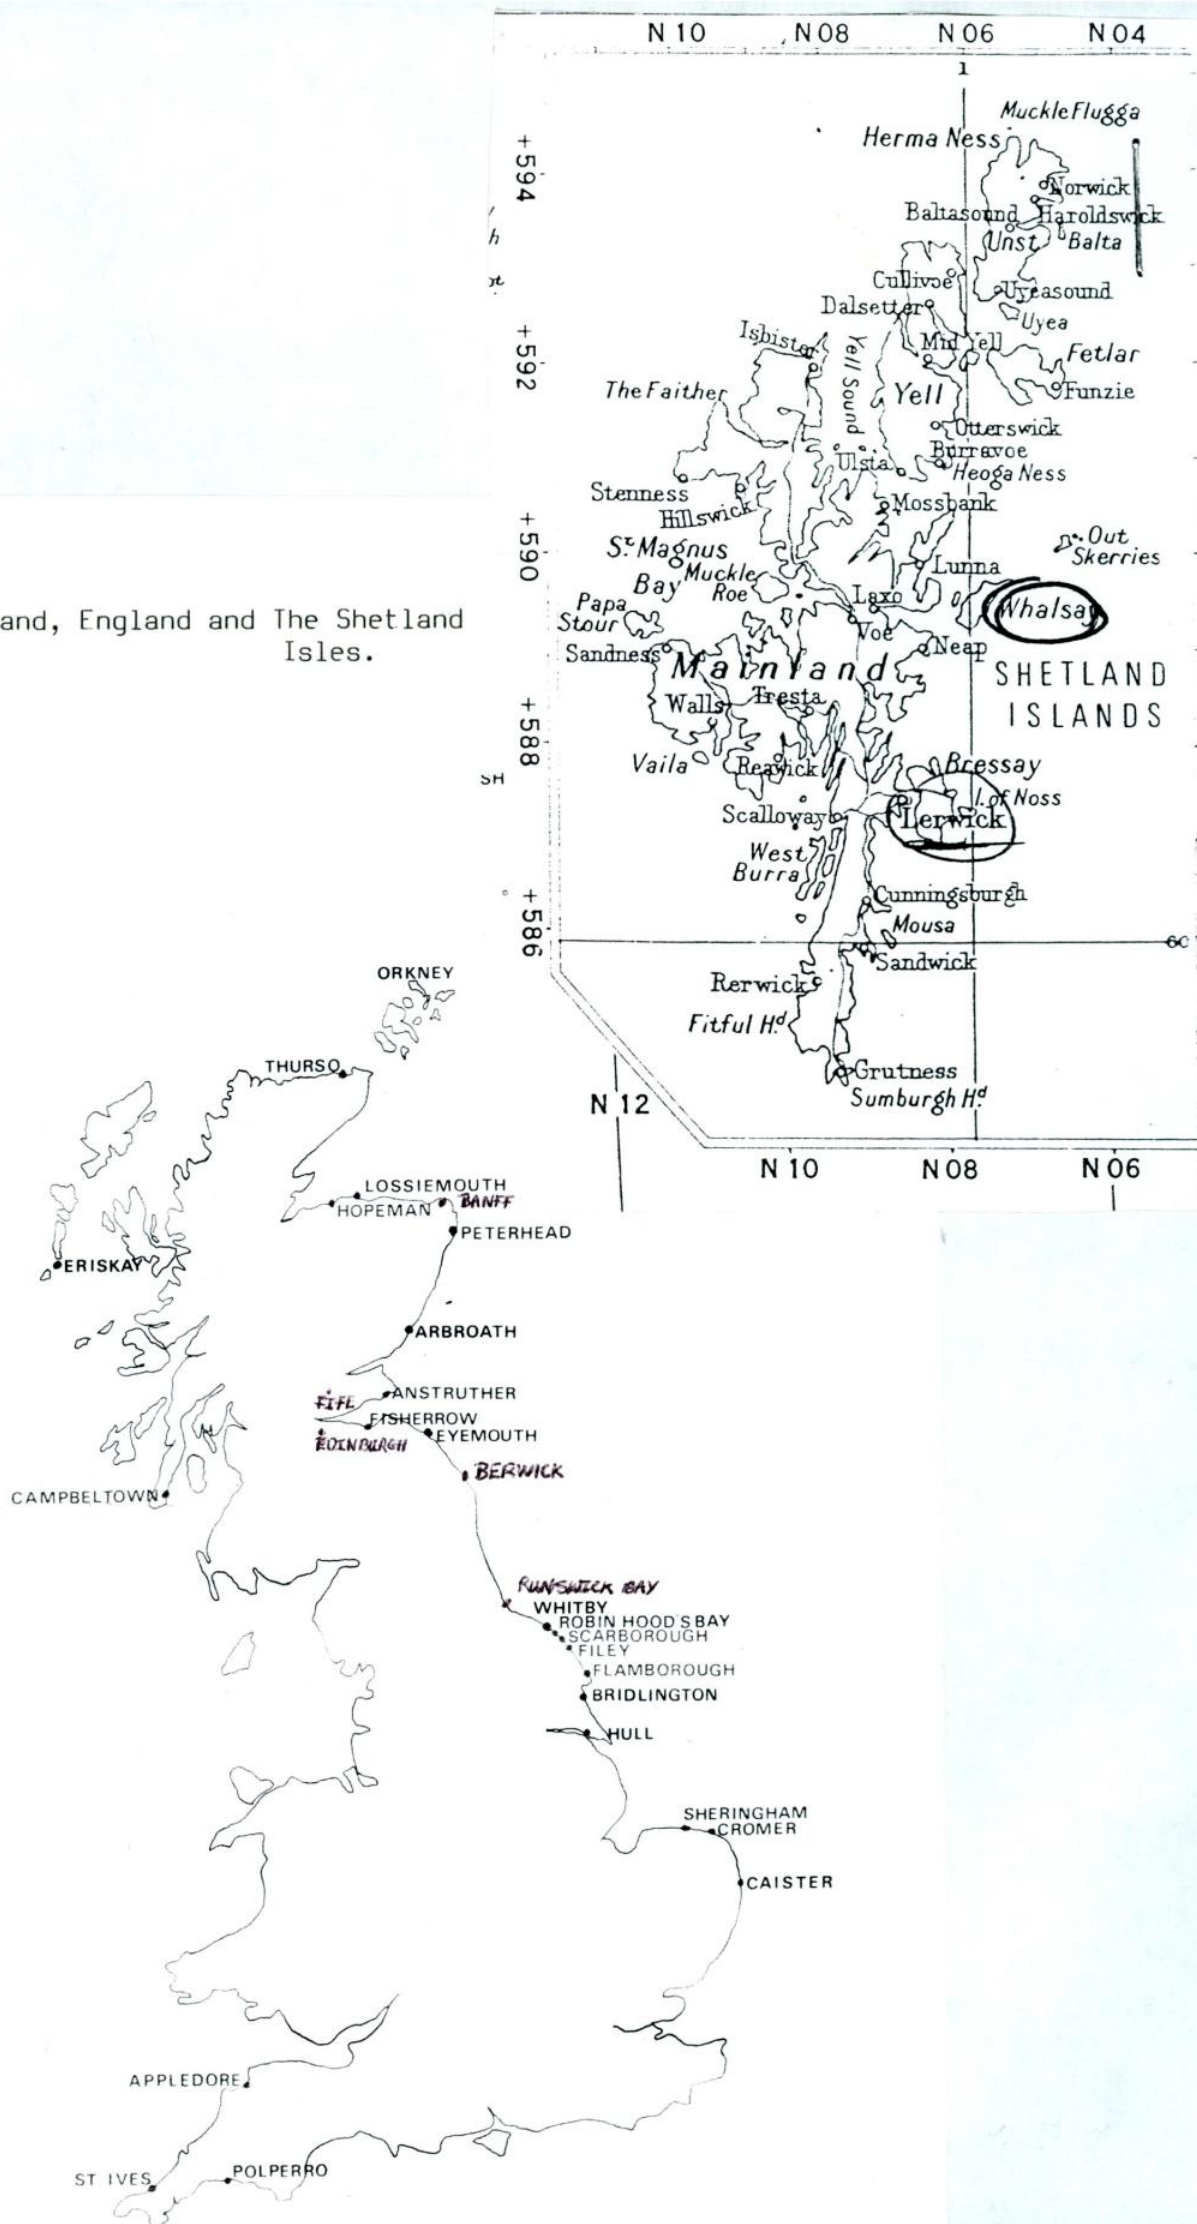 N 10 N 08 N 06 N 04
1
Muckle Flugga
Herma Ness
+594
Norwick
Baltasound Haroldswick
h
Unst Balta
Cullivoe
Uyeasound
Dalsetter
Uyea
+592
Isbister
Yell Sound
Mid Yell
Fetlar
The Faither
Yell
Funzie
Otterswick
Burravoe
Ulsta
Heoga Ness
Stenness
Hillswick
Mossbank
+590
St. Magnus
Bay
Out
Skerries
Lunna
Muckle
Roe
Laxo
Whalsay
Papa
Stour
and, England and The Shetland
Isles.
Voe
Neap
Sandness
Mainland
SHETLAND
ISLANDS
Walls
Tresta
+588
Vaila
Reawick
Bressay
SH
I. of Noss
Scalloway
Lerwick
West
Burra
+586
Cunningsburgh
Mousa
60
Sandwick
Rerwick
Fitful Hd.
Grutness
Sumburgh Hd.
N 12
N 10 N 08 N 06
ORKNEY
THURSO
LOSSIEMOUTH
HOPEMAN
BANFF
PETERHEAD
ERISKAY
ARBROATH
ANSTRUTHER
FIFE
FISHERROW
EYEMOUTH
EDINBURGH
BERWICK
CAMPBELTOWN
RUNSWICK BAY
WHITBY
ROBIN HOOD'S BAY
SCARBOROUGH
FILEY
FLAMBOROUGH
BRIDLINGTON
HULL
SHERINGHAM
CROMER
CAISTER
APPLEDORE
ST IVES
POLPERRO